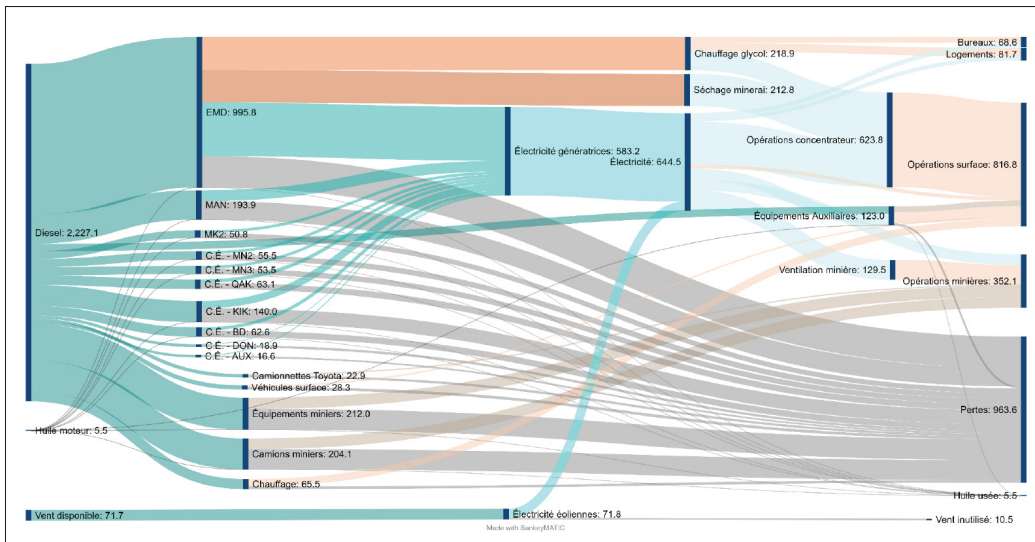 Bureaux: 68.6
Chauffage glycol: 218.9
Logements: 81.7
Séchage minerai: 212.8
EMD: 995.8
Opérations concentrateur: 623.8
Électricité génératrices: 583.2
Électricité: 644.5
Opérations surface: 816.8
MAN: 193.9
Équipements Auxiliaires: 123.0
Diesel: 2,227.1
MK2: 50.8
C.É. - MN2: 55.5
C.É. - MN3: 53.5
Ventilation minière: 129.5
Opérations minières: 352.1
C.É. - QAK: 63.1
C.É. - KIK: 140.0
C.É. - BD: 62.6
C.É. - DON: 18.9
C.É. - AUX: 16.6
Camionnettes Toyota: 22.9
Véhicules surface: 28.3
Équipements miniers: 212.0
Pertes: 963.6
Huile moteur: 5.5
Camions miniers: 204.1
Chauffage: 65.5
Huile usée: 5.5
Vent disponible: 71.7
Électricité éoliennes: 71.8
Vent inutilisé: 10.5
Made with SankeyMATIC